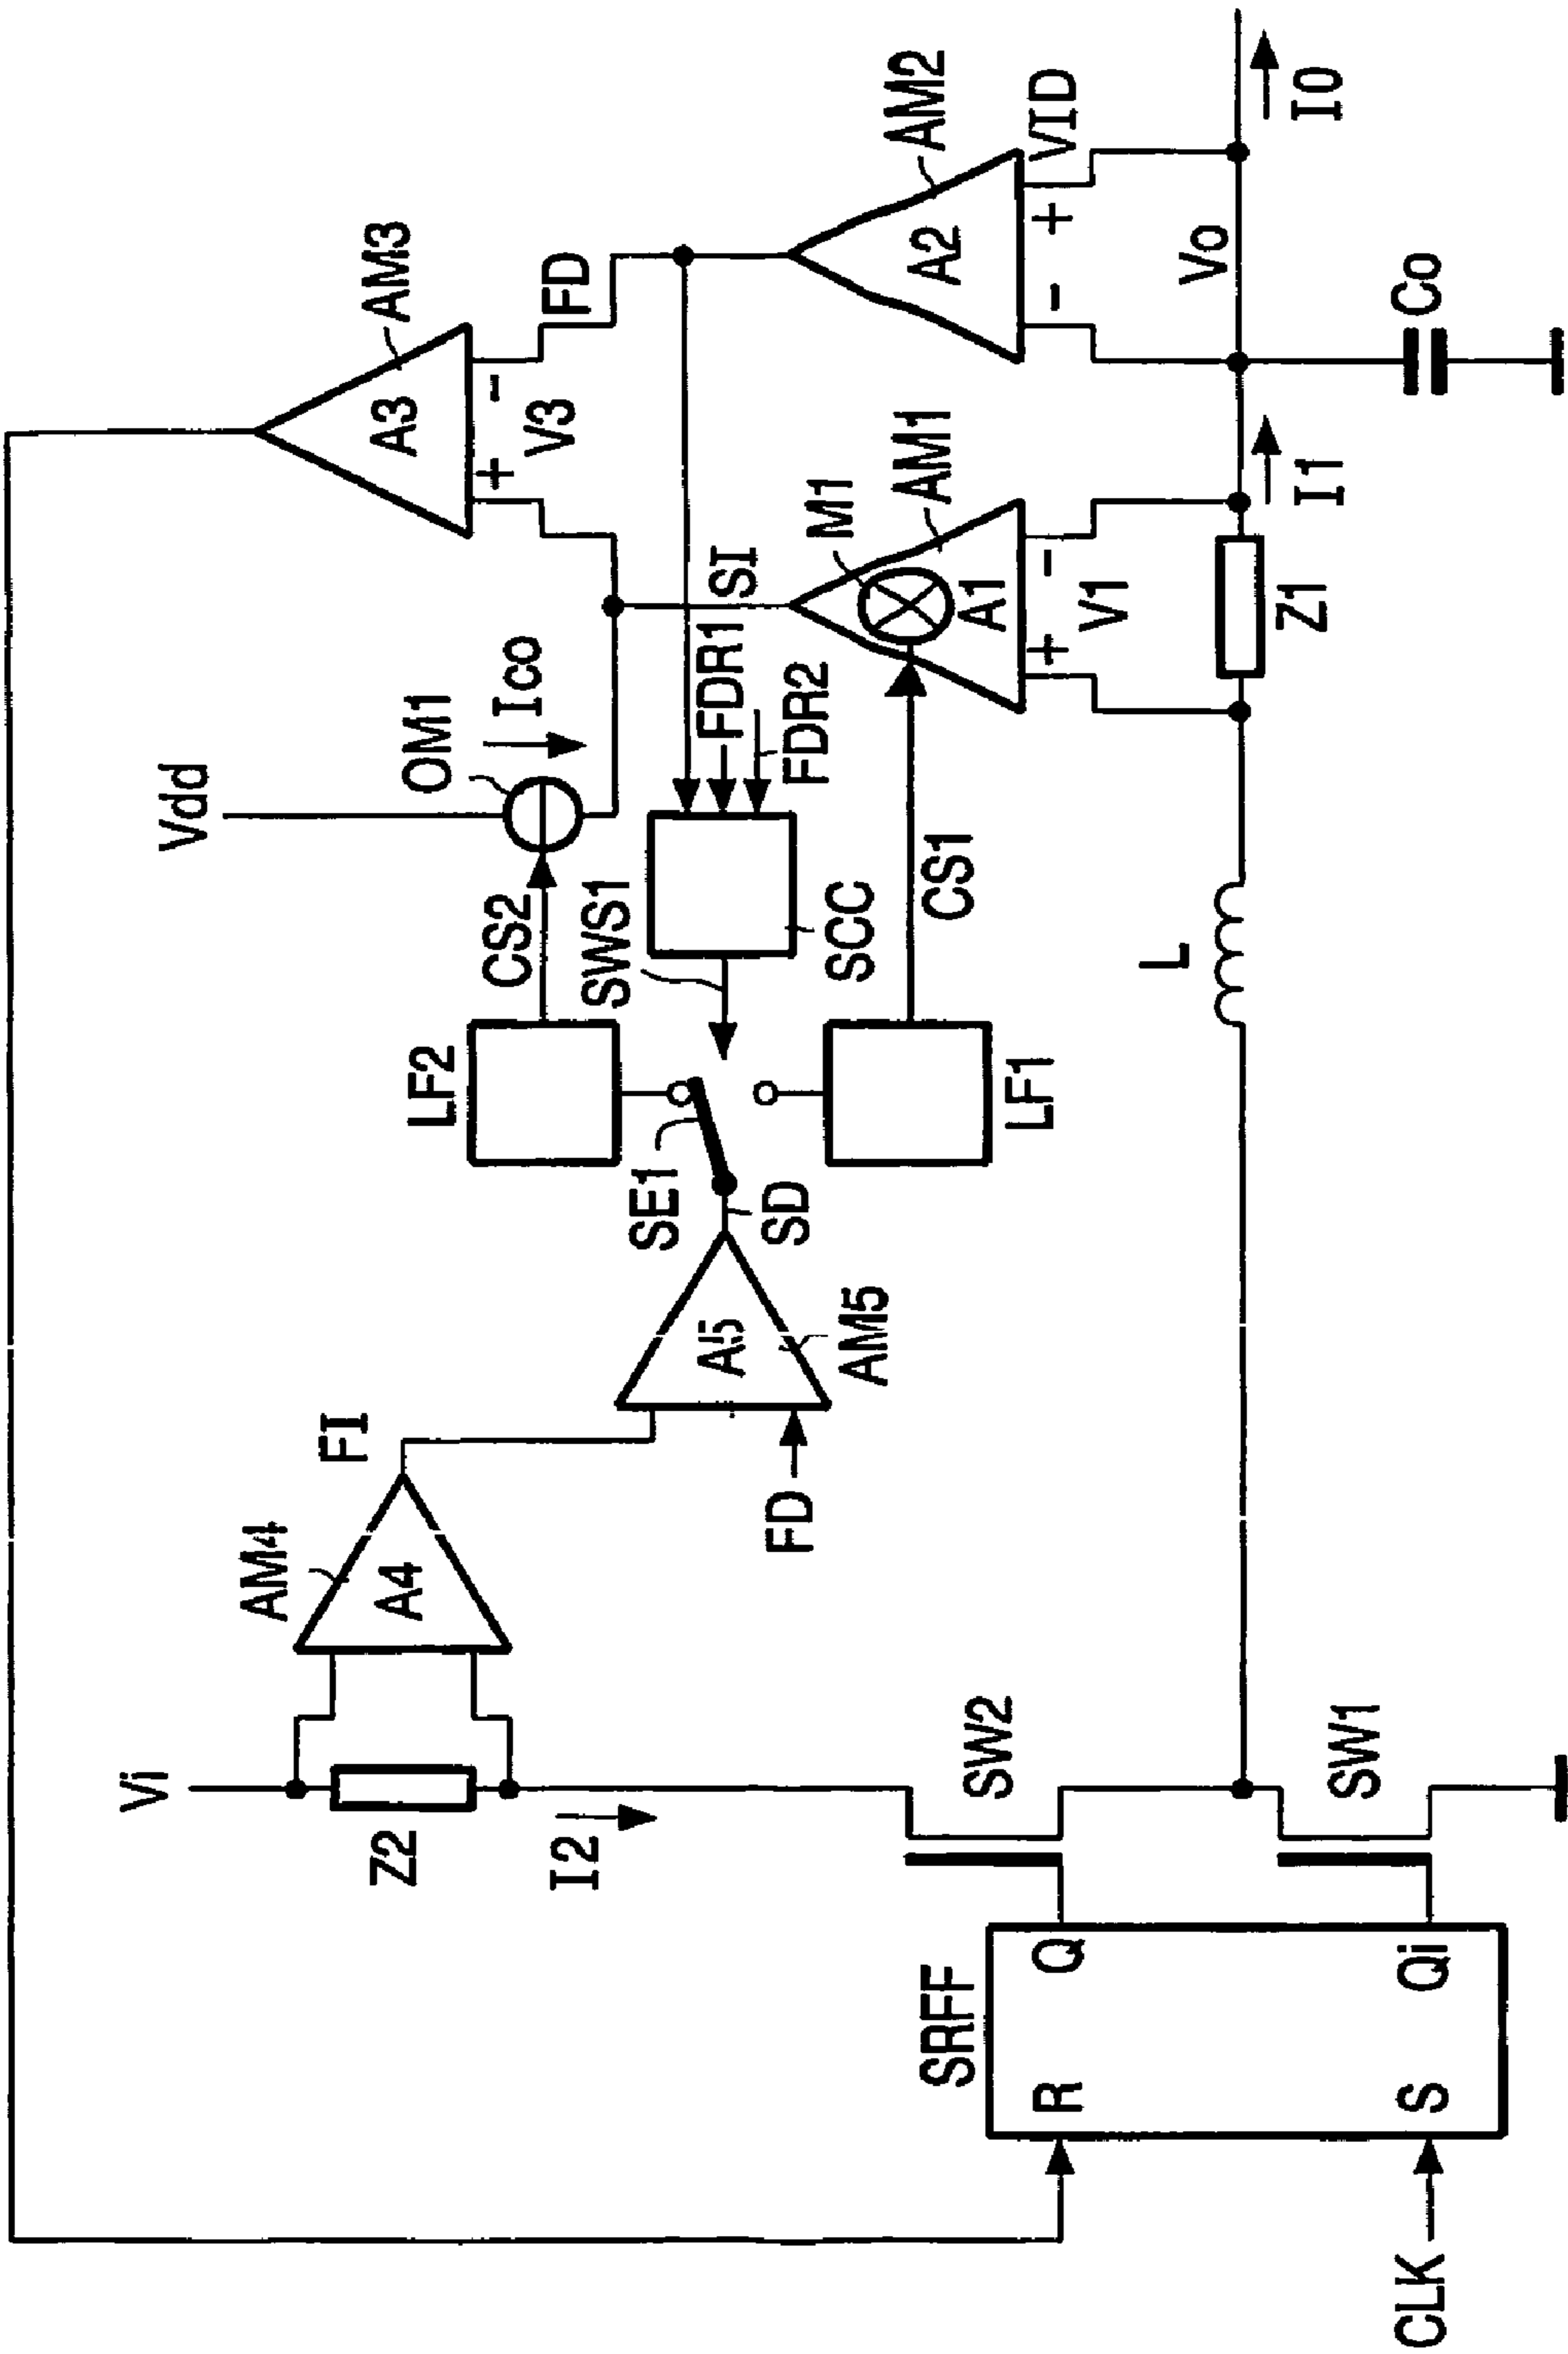 Vdd
OM1
Ico
AM3
A3
+
-
V3
FD
CS2
SWS1
SI
FDR1
FDR2
SCC
CS1
M1
AM1
A1
+
-
V1
AM2
A2
-
+
VID
Vo
Co
IO
I1
Z1
L
LF2
LF1
SE1
SD
A5
AM5
FD
FI
AM4
A4
Vi
Z2
I2
SW2
SW1
SRFF
R
Q
S
Qi
CLK